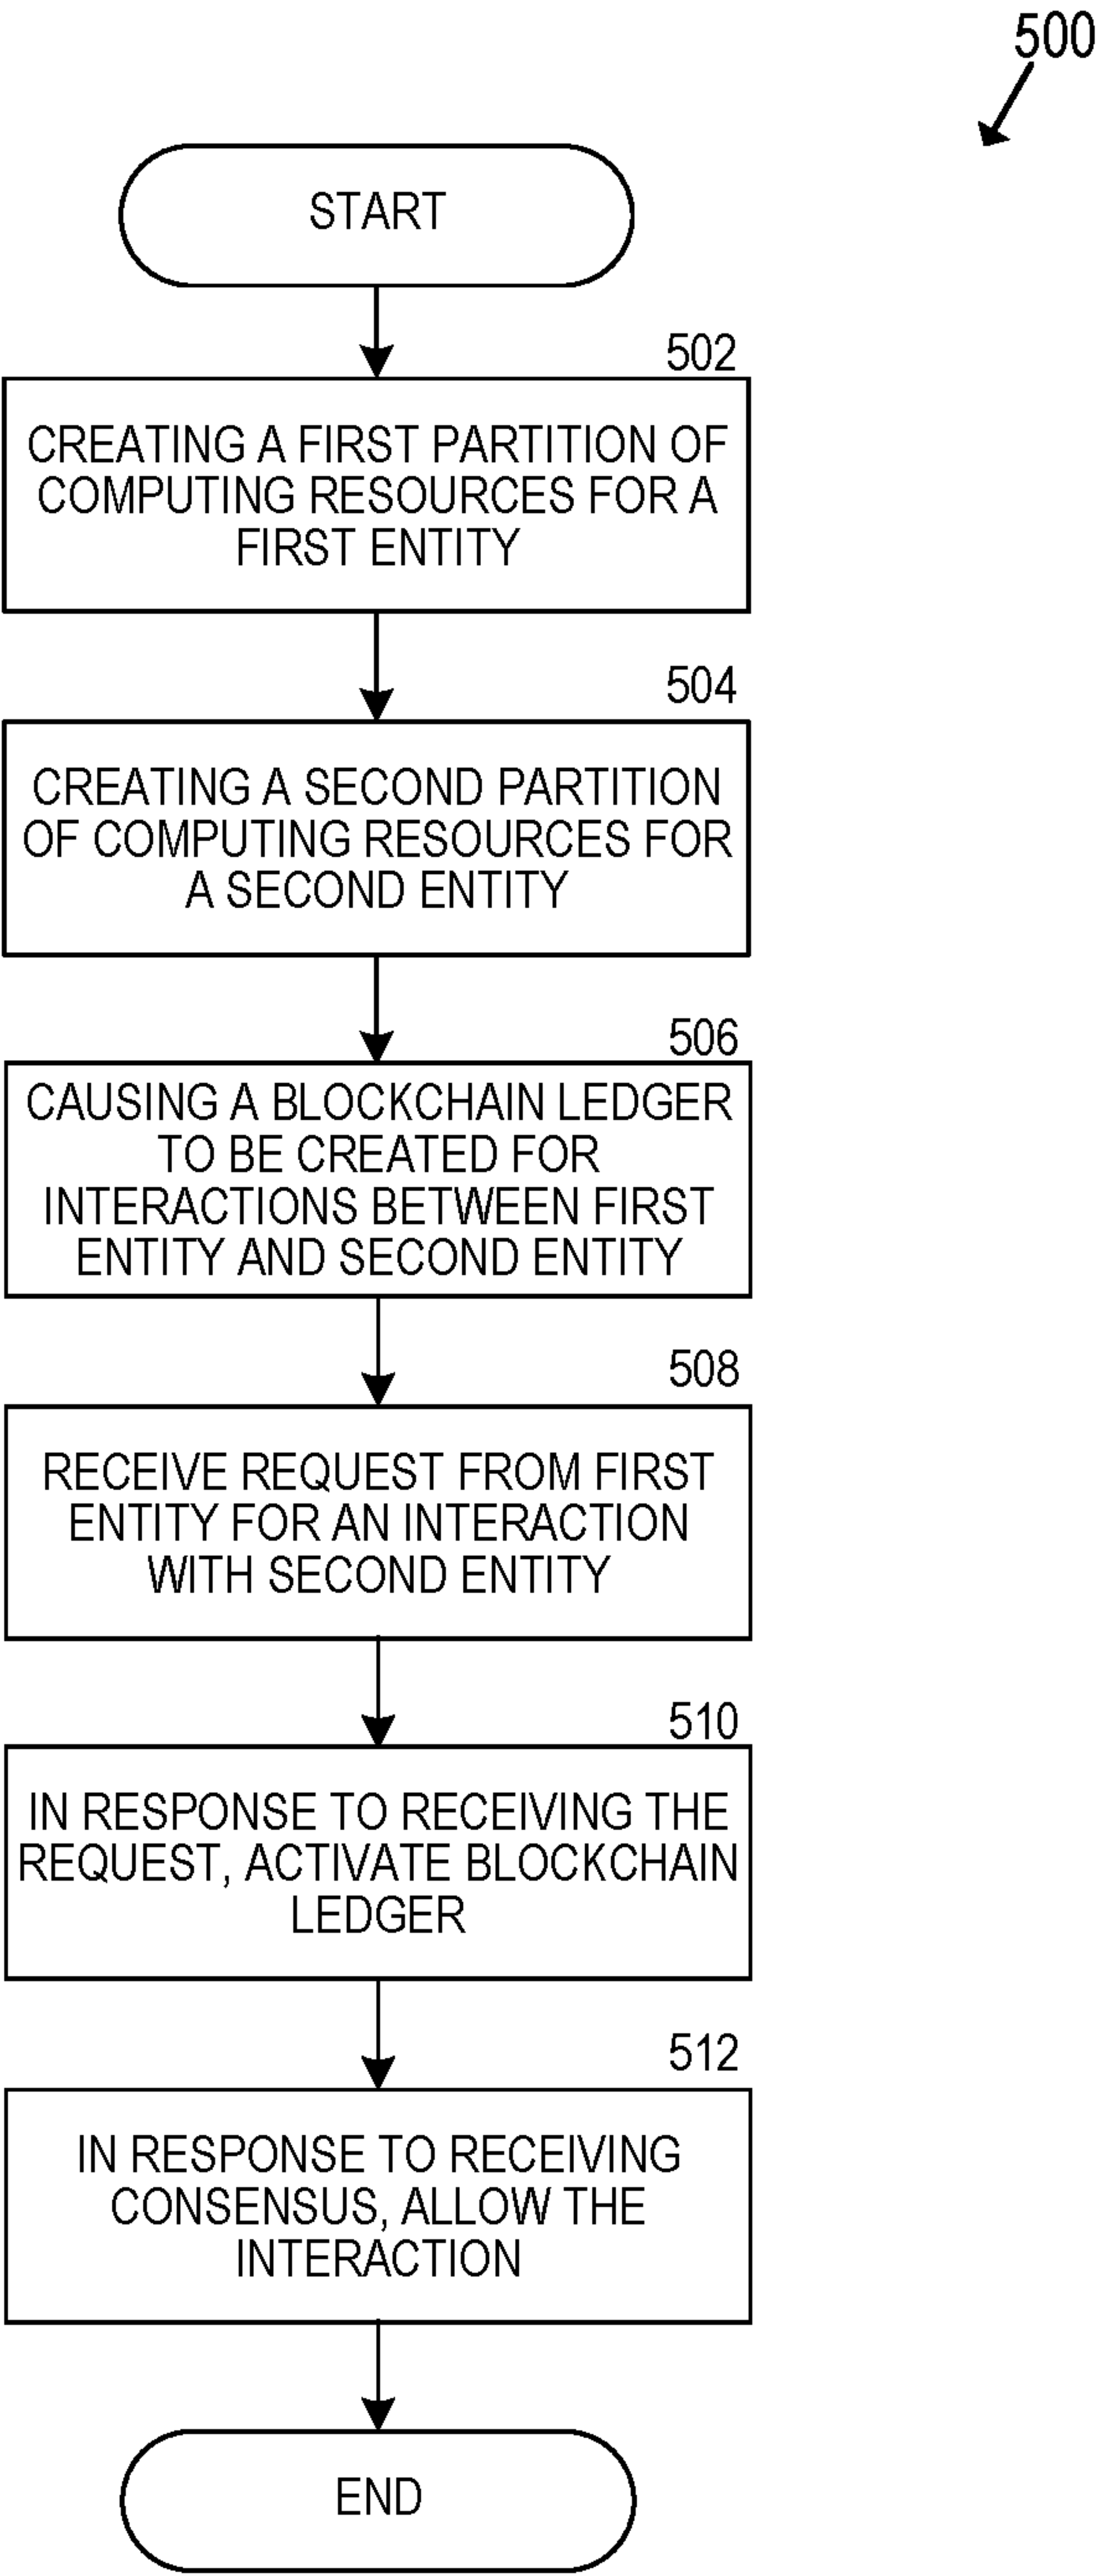 500
START
502
CREATING A FIRST PARTITION OF
COMPUTING RESOURCES FOR A
FIRST ENTITY
504
CREATING A SECOND PARTITION
OF COMPUTING RESOURCES FOR
A SECOND ENTITY
506
CAUSING A BLOCKCHAIN LEDGER
TO BE CREATED FOR
INTERACTIONS BETWEEN FIRST
ENTITY AND SECOND ENTITY
508
RECEIVE REQUEST FROM FIRST
ENTITY FOR AN INTERACTION
WITH SECOND ENTITY
510
IN RESPONSE TO RECEIVING THE
REQUEST, ACTIVATE BLOCKCHAIN
LEDGER
512
IN RESPONSE TO RECEIVING
CONSENSUS, ALLOW THE
INTERACTION
END